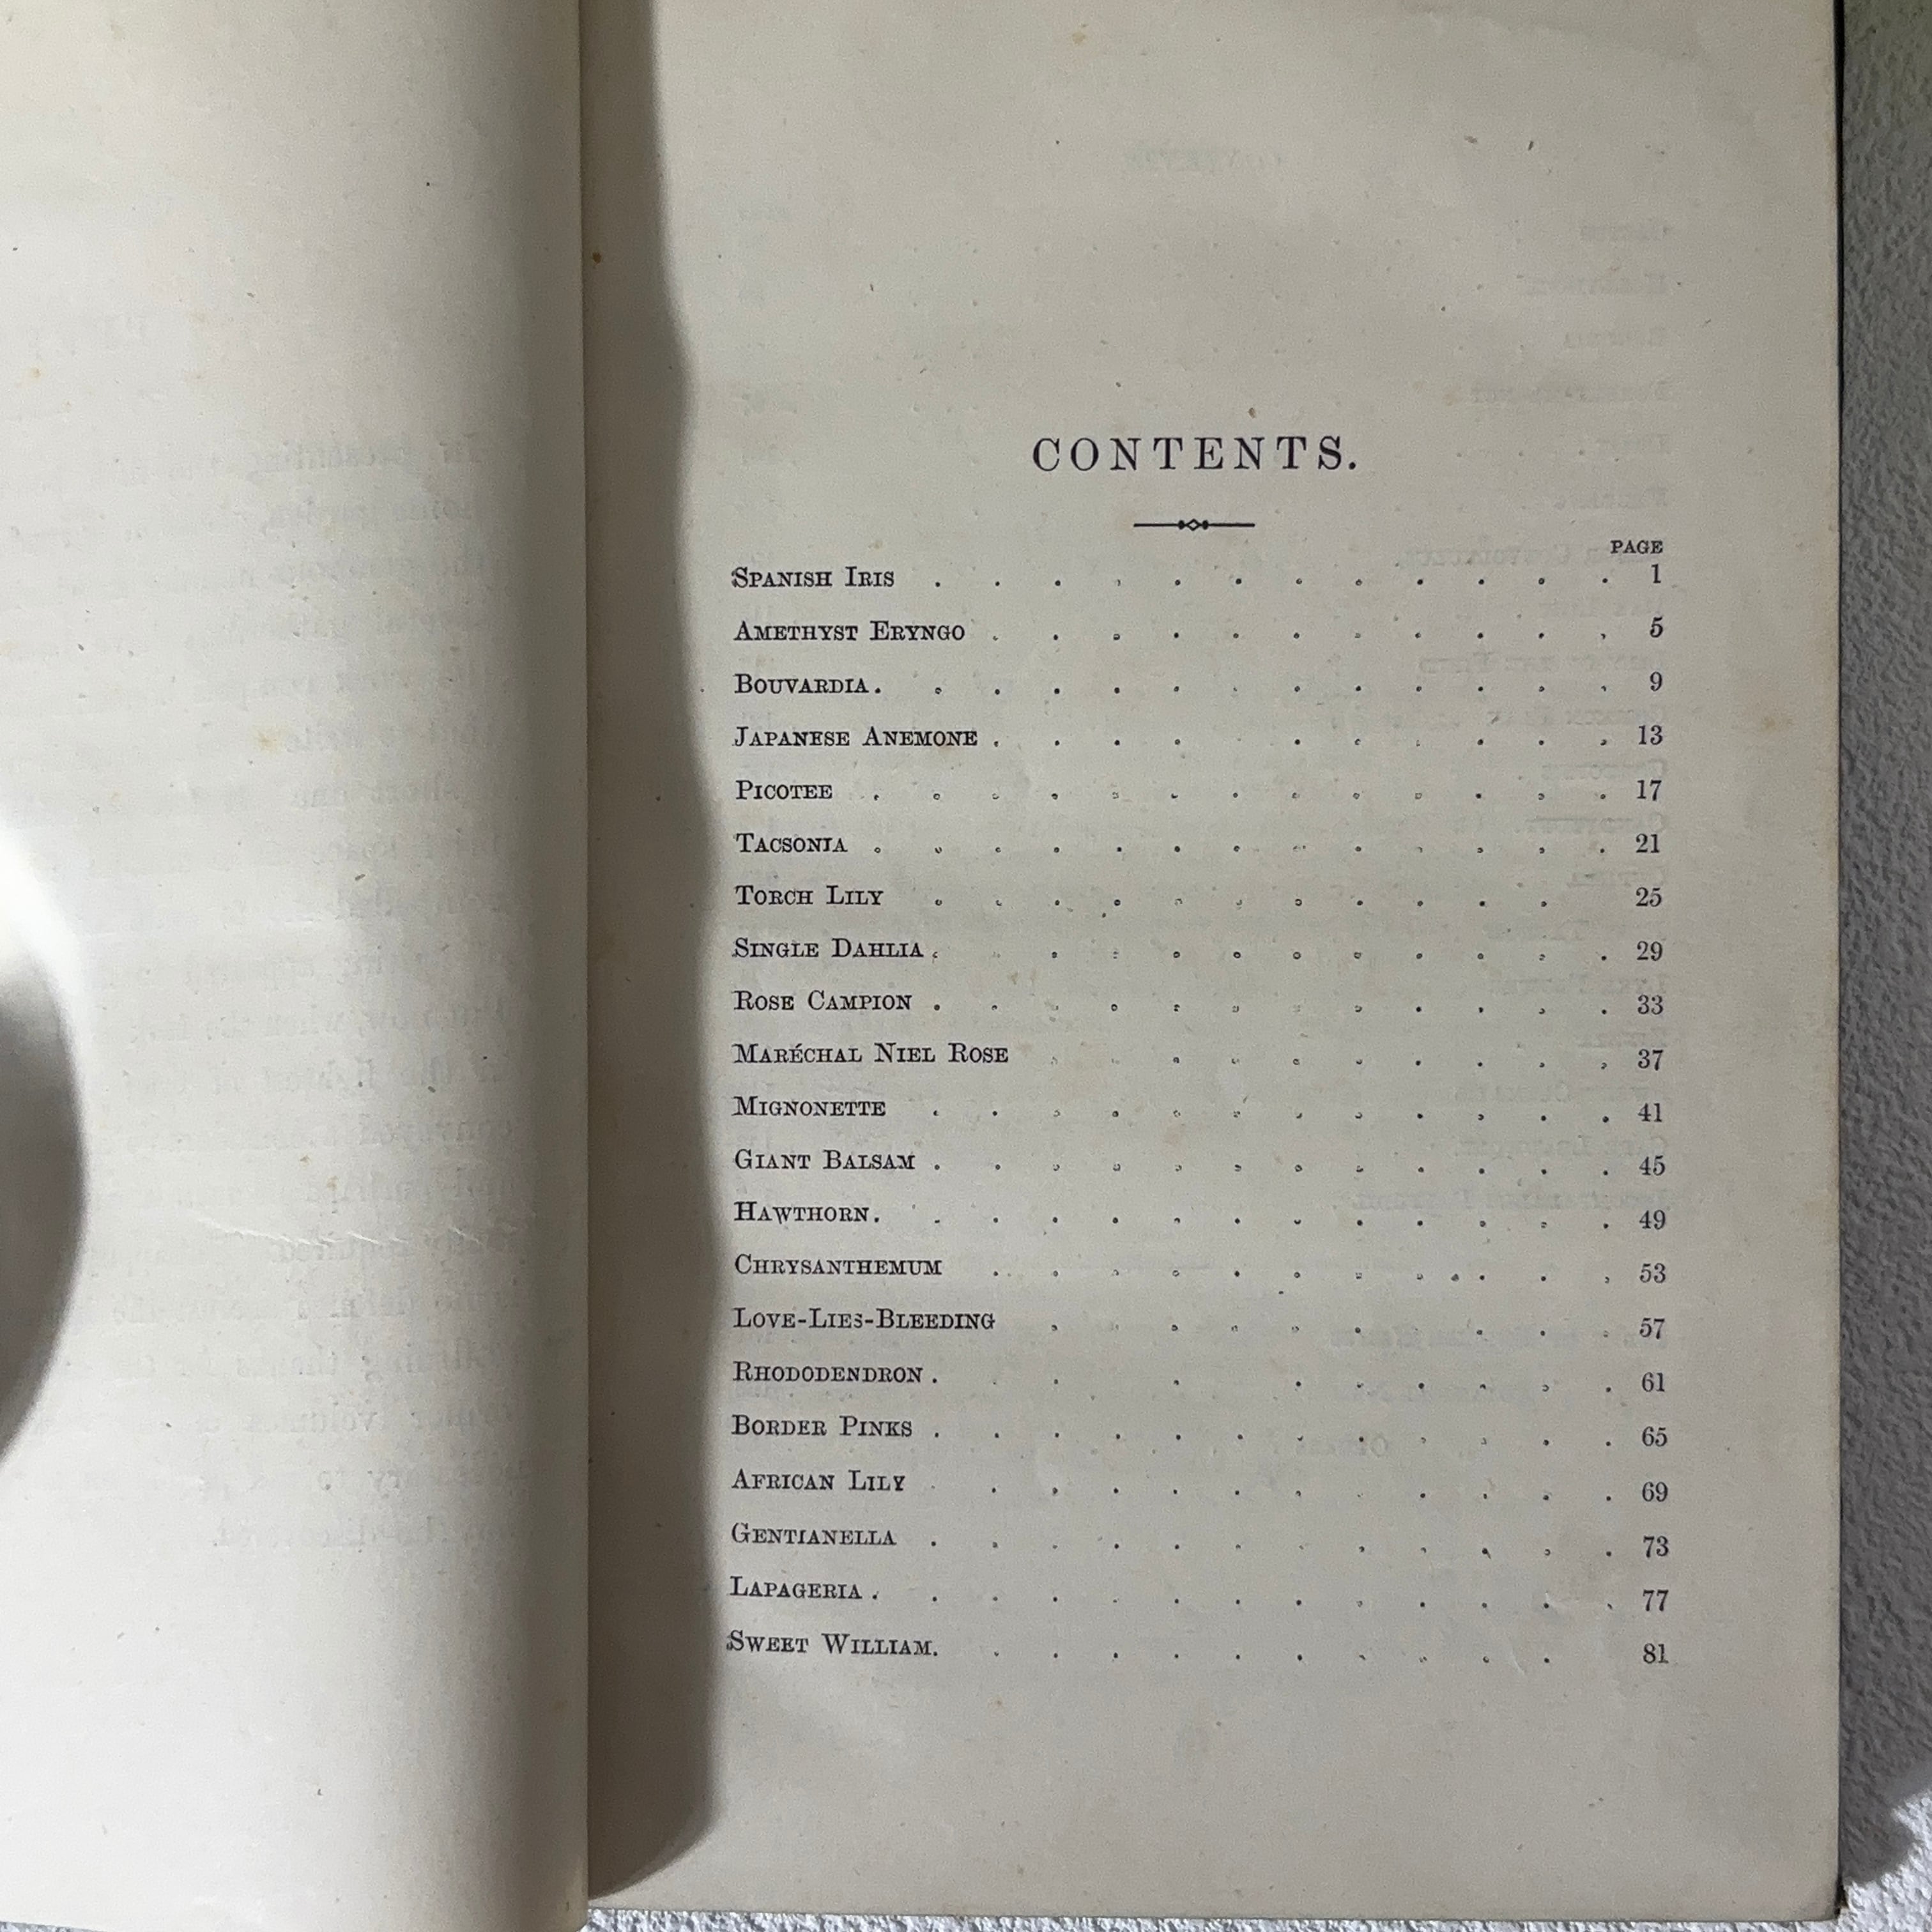 CONTENTS.
PAGE
SPANISH IRIS . . . . . . . . . . . . 1
AMETHYST ERYNGO . . . . . . . . . . . 5
BOUVARDIA . . . . . . . . . . . . . 9
JAPANESE ANEMONE . . . . . . . . . . 13
PICOTEE . . . . . . . . . . . . . 17
TACSONIA . . . . . . . . . . . . . 21
TORCH LILY . . . . . . . . . . . 25
SINGLE DAHLIA . . . . . . . . . . . . 29
ROSE CAMPION . . . . . . . . . . . . 33
MARÉCHAL NIEL ROSE . . . . . . . . . 37
MIGNONETTE . . . . . . . . . . . . 41
GIANT BALSAM . . . . . . . . . . . . 45
HAWTHORN . . . . . . . . . . . . . 49
CHRYSANTHEMUM . . . . . . . . . . . . 53
LOVE-LIES-BLEEDING . . . . . . . . . . 57
RHODODENDRON . . . . . . . . . . 61
BORDER PINKS . . . . . . . . . . . . 65
AFRICAN LILY . . . . . . . . . . . 69
GENTIANELLA . . . . . . . . . . . . 73
LAPAGERIA . . . . . . . . . . . . . 77
SWEET WILLIAM . . . . . . . . . . . 81